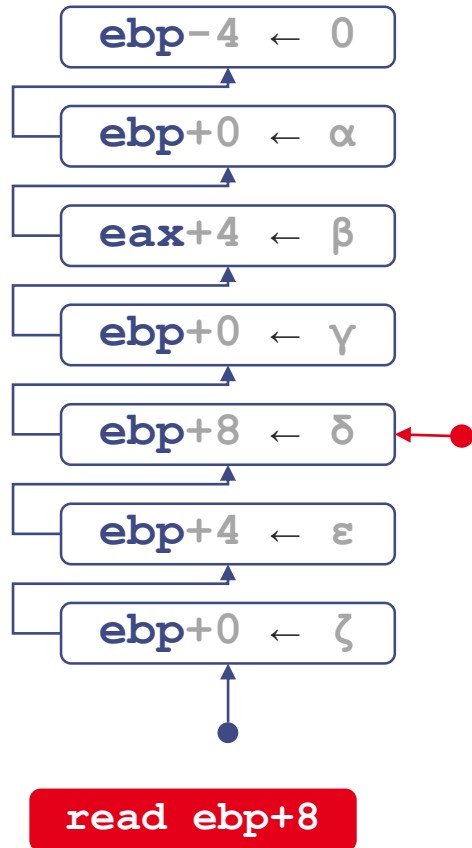 ebp-4 ← 0
ebp+0 ← α
eax+4 ← β
ebp+0 ← γ
ebp+8 ← δ
ebp+4 ← ε
ebp+0 ← ζ
read ebp+8